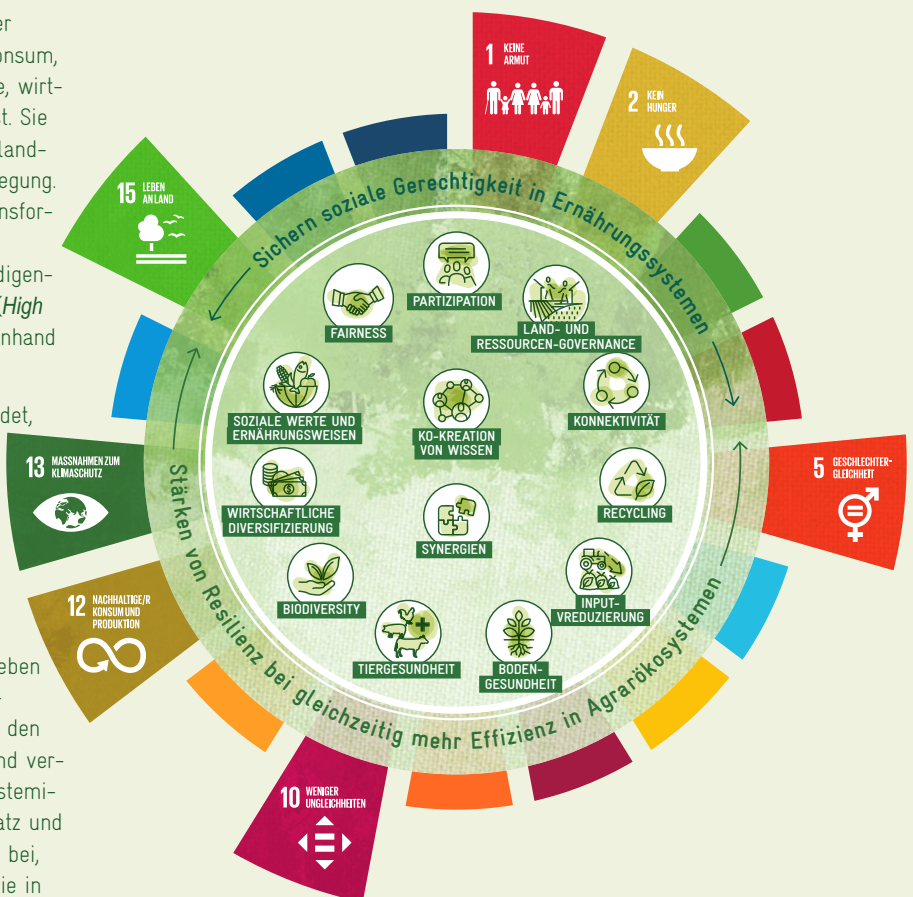 er
onsum,
e, wirt-
st. Sie
land-
egung.
nsfor-
digen-
(High
nhand
det,
eben
-
den
nd ver-
stemi-
atz und
bei,
ie in
1 KEINE
ARMUT
2 KEIN
HUNGER
5 GESCHLECHTER-
GLEICHHEIT
10 WENIGER
UNGLEICHHEITEN
12 NACHHALTIGE/R
KONSUM UND
PRODUKTION
13 MASSNAHMEN ZUM
KLIMASCHUTZ
15 LEBEN
AN LAND
Sichern soziale Gerechtigkeit in Ernährungssystemen
Stärken von Resilienz bei gleichzeitig mehr Effizienz in Agrarökosystemen
PARTIZIPATION
FAIRNESS
LAND- UND
RESSOURCEN-GOVERNANCE
SOZIALE WERTE UND
ERNÄHRUNGSWEISEN
KO-KREATION
VON WISSEN
KONNEKTIVITÄT
WIRTSCHAFTLICHE
DIVERSIFIZIERUNG
SYNERGIEN
RECYCLING
BIODIVERSITY
INPUT-
VREDUZIERUNG
TIERGESUNDHEIT
BODEN-
GESUNDHEIT